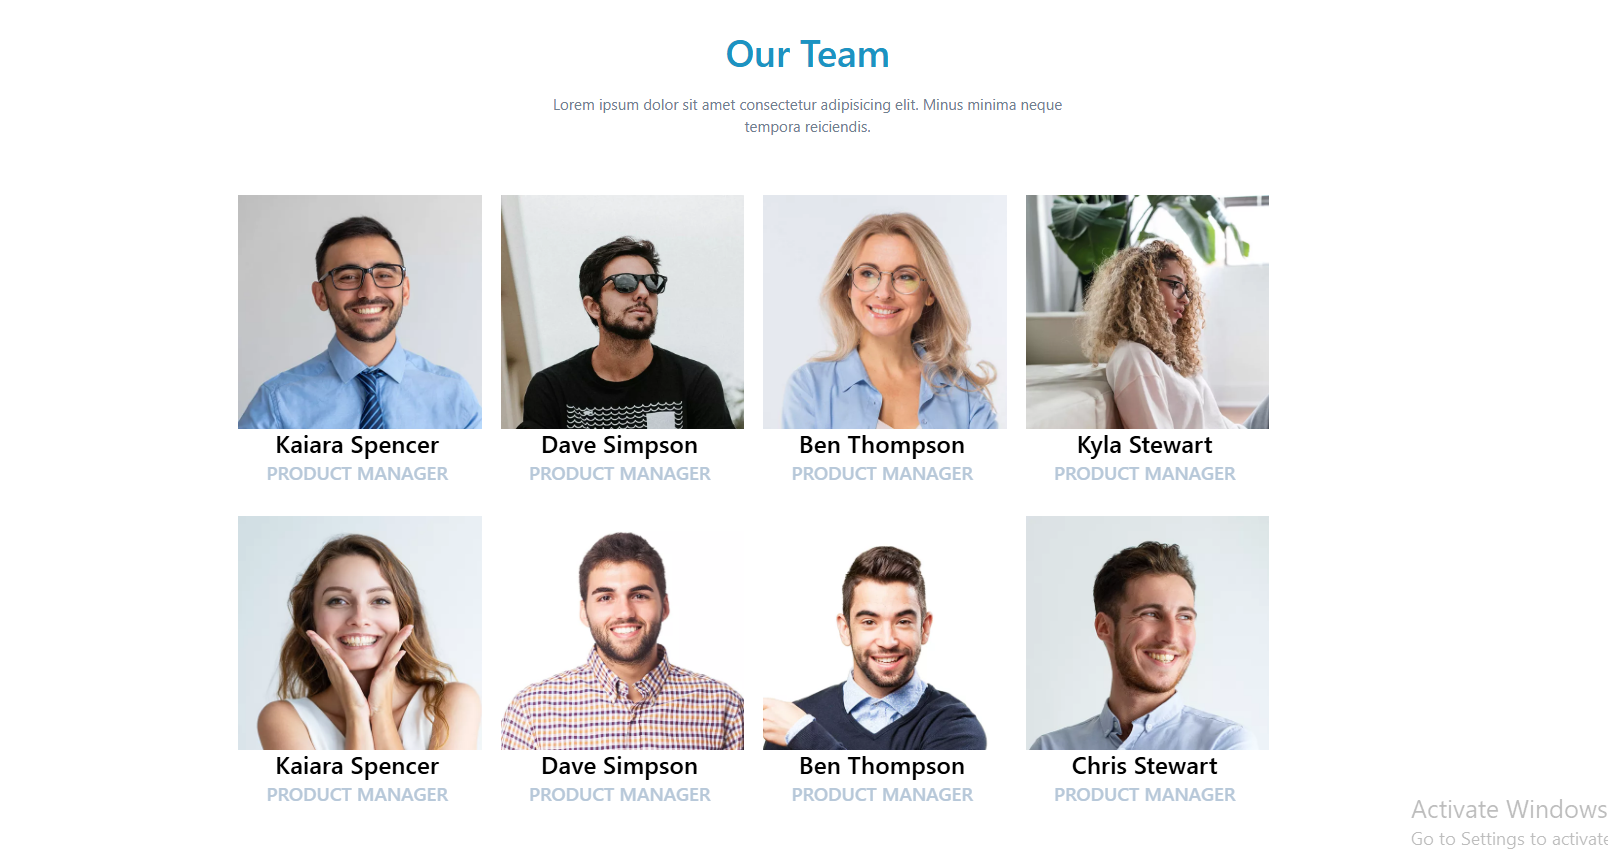 Our Team
Lorem ipsum dolor sit amet consectetur adipisicing elit. Minus minima neque
tempora reiciendis.
Kaiara Spencer
Dave Simpson
Ben Thompson
Kyla Stewart
PRODUCT MANAGER
PRODUCT MANAGER
PRODUCT MANAGER
PRODUCT MANAGER
Kaiara Spencer
Dave Simpson
Ben Thompson
Chris Stewart
PRODUCT MANAGER
PRODUCT MANAGER
PRODUCT MANAGER
PRODUCT MANAGER
Activate Windows
Go to Settings to activate